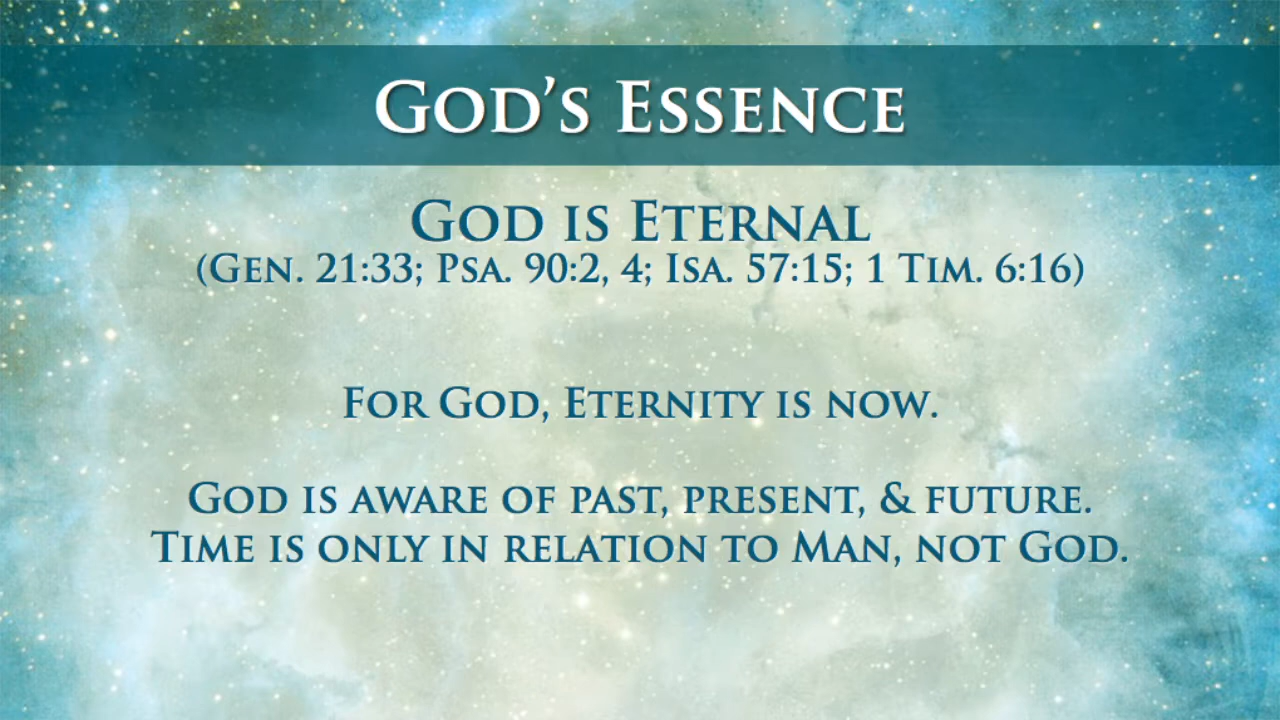 God's Essence
God is Eternal
(Gen. 21:33; Psa. 90:2, 4; Isa. 57:15; 1 Tim. 6:16)
For God, Eternity is now.
God is aware of past, present, & future.
Time is only in relation to Man, not God.